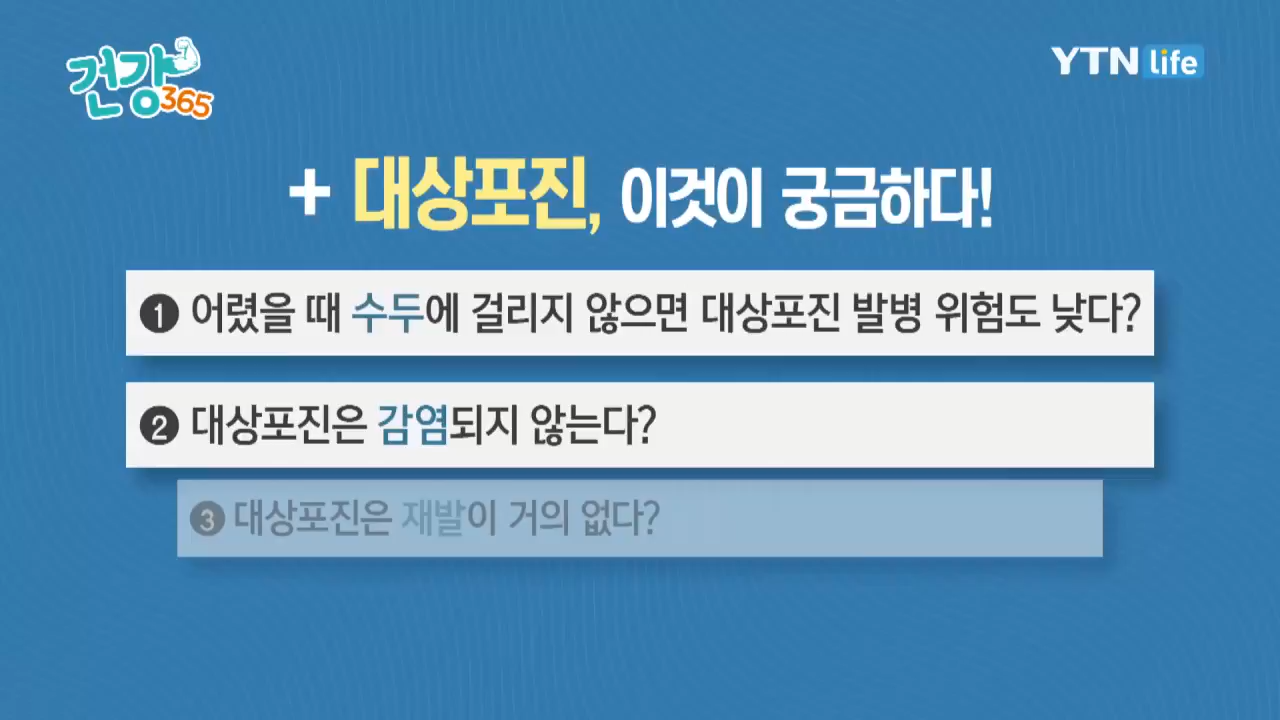 건강365
YTN life
+ 대상포진, 이것이 궁금하다!
❶ 어렸을 때 수두에 걸리지 않으면 대상포진 발병 위험도 낮다?
❷ 대상포진은 감염되지 않는다?
❸ 대상포진은 재발이 거의 없다?